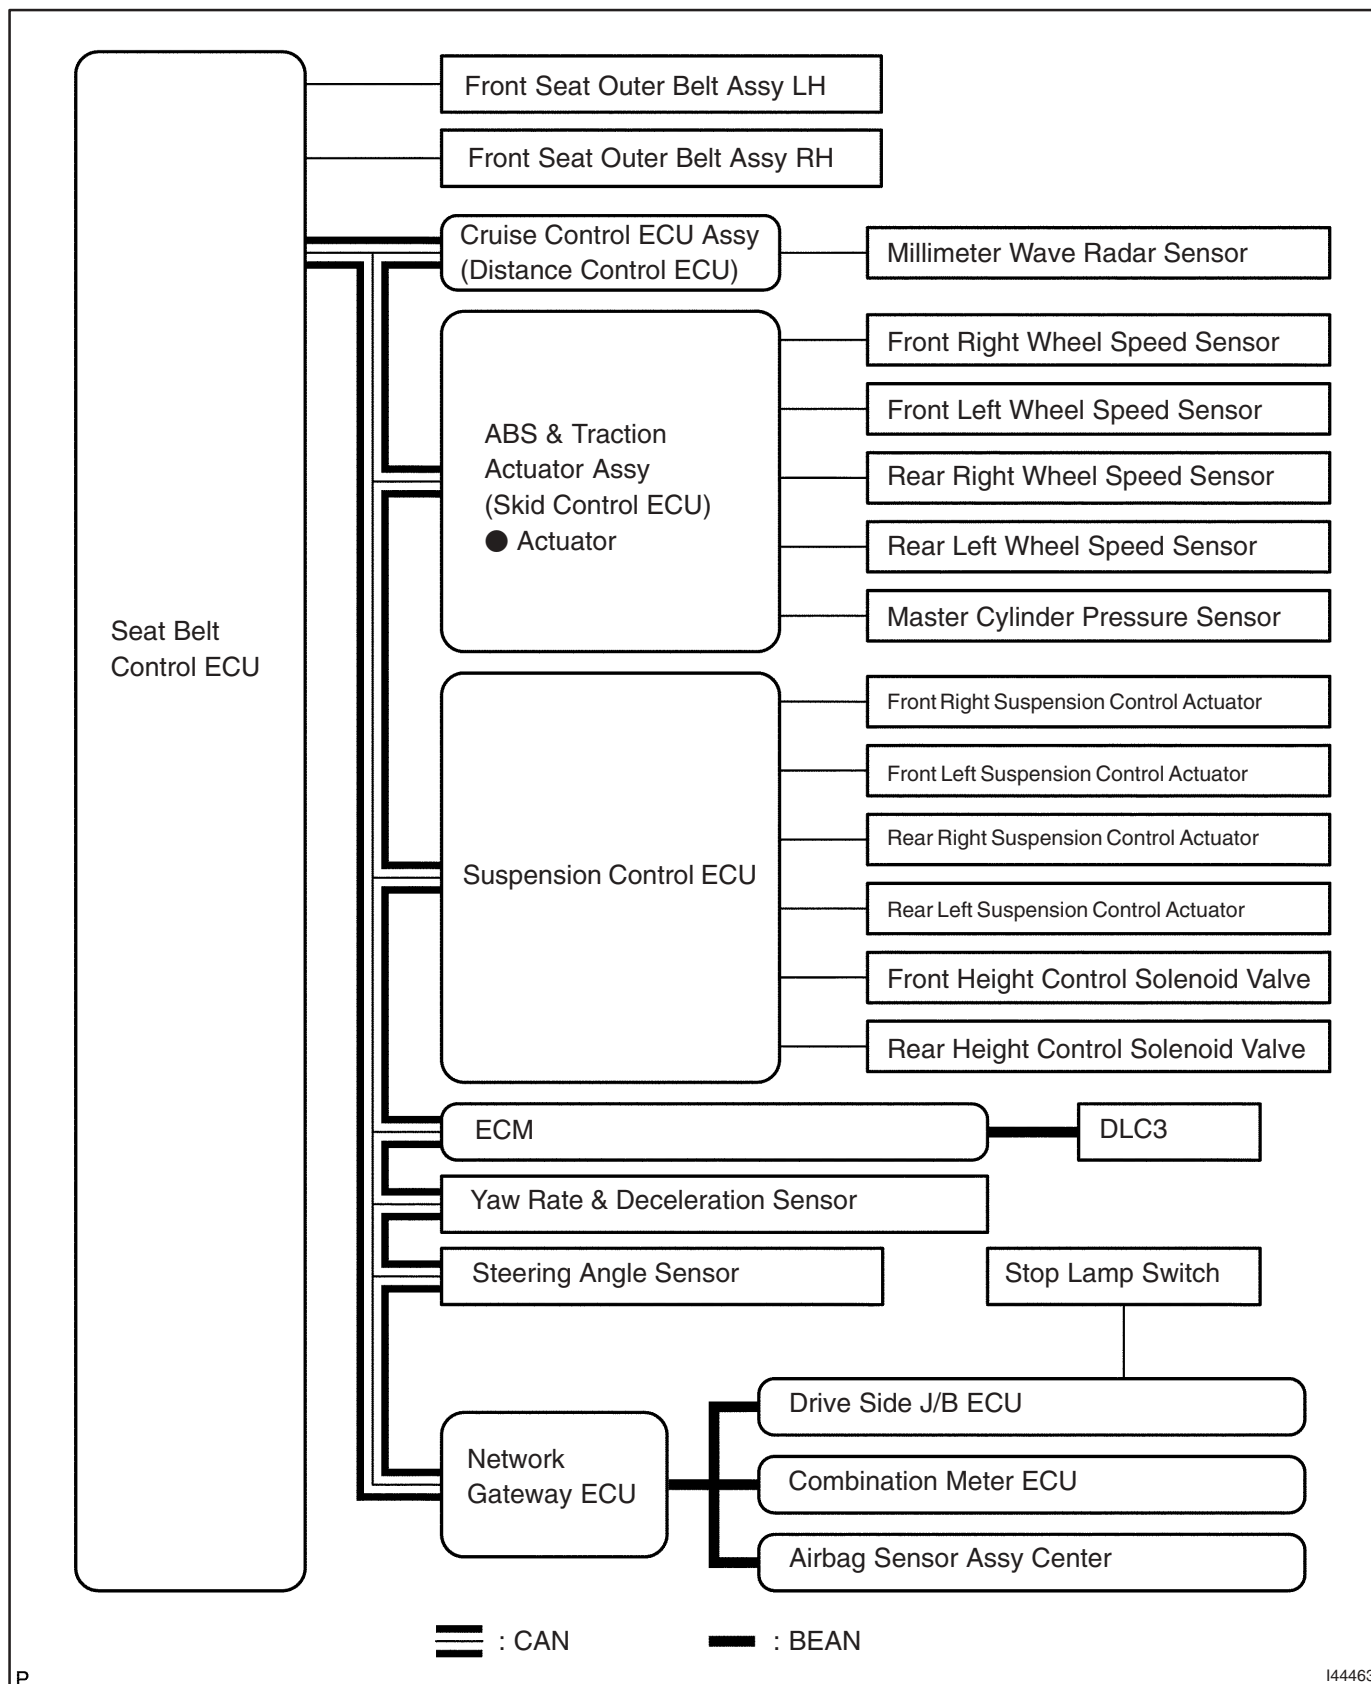 Front Seat Outer Belt Assy LH
Front Seat Outer Belt Assy RH
Cruise Control ECU Assy
(Distance Control ECU)
Millimeter Wave Radar Sensor
Front Right Wheel Speed Sensor
Front Left Wheel Speed Sensor
ABS & Traction
Actuator Assy
(Skid Control ECU)
● Actuator
Rear Right Wheel Speed Sensor
Rear Left Wheel Speed Sensor
Master Cylinder Pressure Sensor
Seat Belt
Control ECU
Front Right Suspension Control Actuator
Front Left Suspension Control Actuator
Rear Right Suspension Control Actuator
Suspension Control ECU
Rear Left Suspension Control Actuator
Front Height Control Solenoid Valve
Rear Height Control Solenoid Valve
ECM
DLC3
Yaw Rate & Deceleration Sensor
Steering Angle Sensor
Stop Lamp Switch
Drive Side J/B ECU
Network
Gateway ECU
Combination Meter ECU
Airbag Sensor Assy Center
: CAN
: BEAN
P
I44463